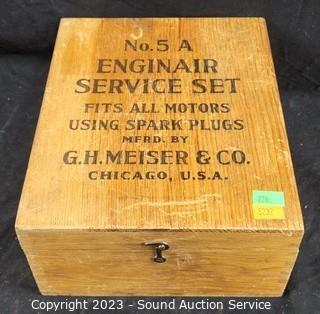 No. 5 A
ENGINAIR
SERVICE SET
FITS ALL MOTORS
USING SPARK PLUGS
MFRD. BY
G.H. MEISER & CO.
CHICAGO, U.S.A.
5232
Copyright © 2023 - Sound Auction Service